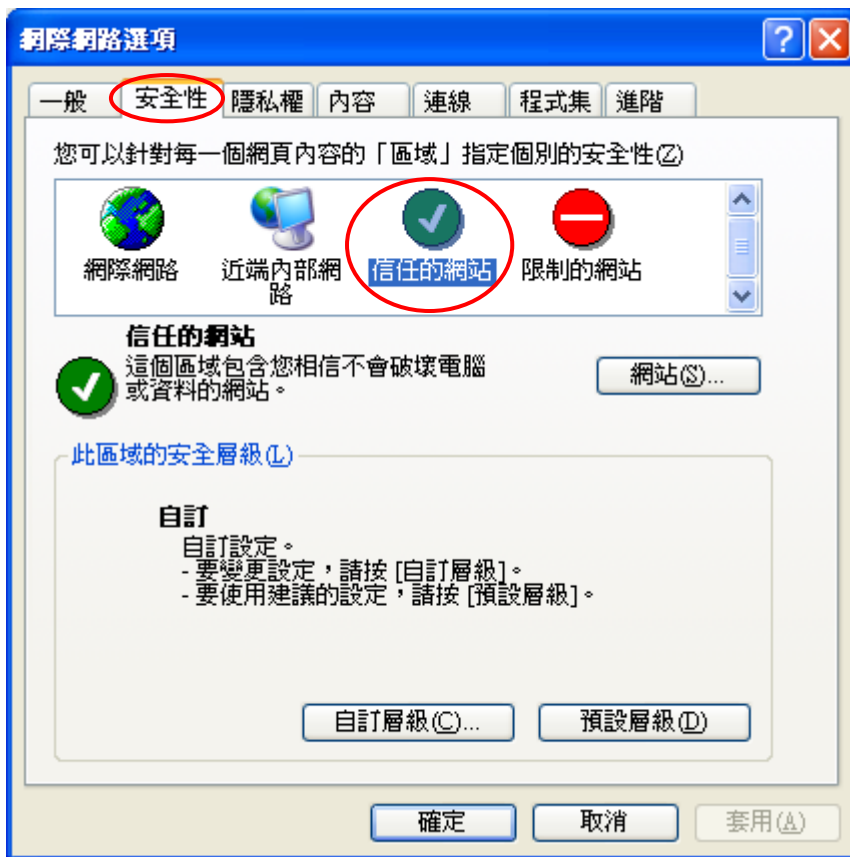 網際網路選項
一般 安全性 隱私權 內容 連線 程式集 進階
您可以針對每一個網頁內容的「區域」指定個別的安全性(Z)
網際網路 近端內部網路 信任的網站 限制的網站
信任的網站
這個區域包含您相信不會破壞電腦
或資料的網站。
網站(S)...
此區域的安全層級(L)
自訂
自訂設定。
- 要變更設定，請按 [自訂層級]。
- 要使用建議的設定，請按 [預設層級]。
自訂層級(C)... 預設層級(D)
確定 取消 套用(A)